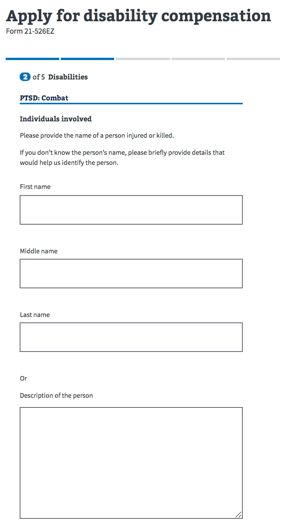 Apply for disability compensation
Form 21-526EZ
2 of 5 Disabilities
PTSD: Combat
Individuals involved
Please provide the name of a person injured or killed.
If you don't know the person's name, please briefly provide details that
would help us identify the person.
First name
Middle name
Last name
Or
Description of the person